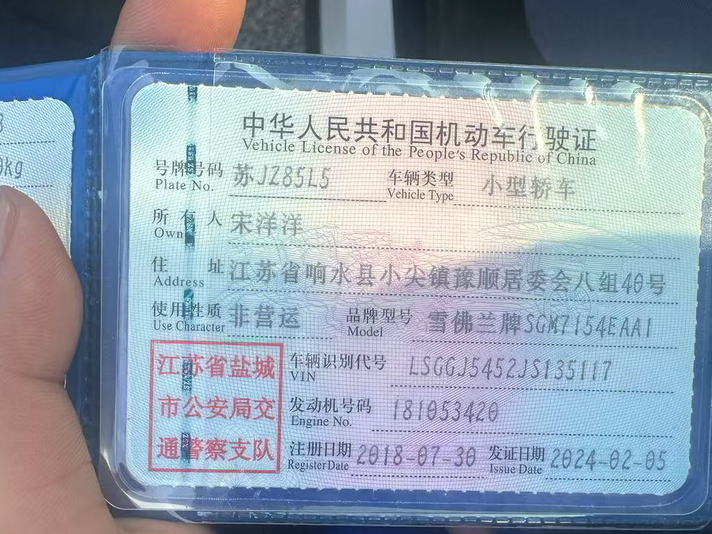 中华人民共和国机动车行驶证
Vehicle License of the People's Republic of China
号牌号码 苏JZ85L5 车辆类型 小型轿车
Plate No. Vehicle Type
所有人 宋洋洋
Owner
住址 江苏省响水县小尖镇豫顺居委会八组40号
Address
使用性质 非营运 品牌型号 雪佛兰牌SGM7154EAA1
Use Character Model
江苏省盐城 车辆识别代号 LSGGJ5452JS135117
VIN
市公安局交 发动机号码 181053420
Engine No.
通警察支队 注册日期 2018-07-30 发证日期 2024-02-05
Register Date Issue Date